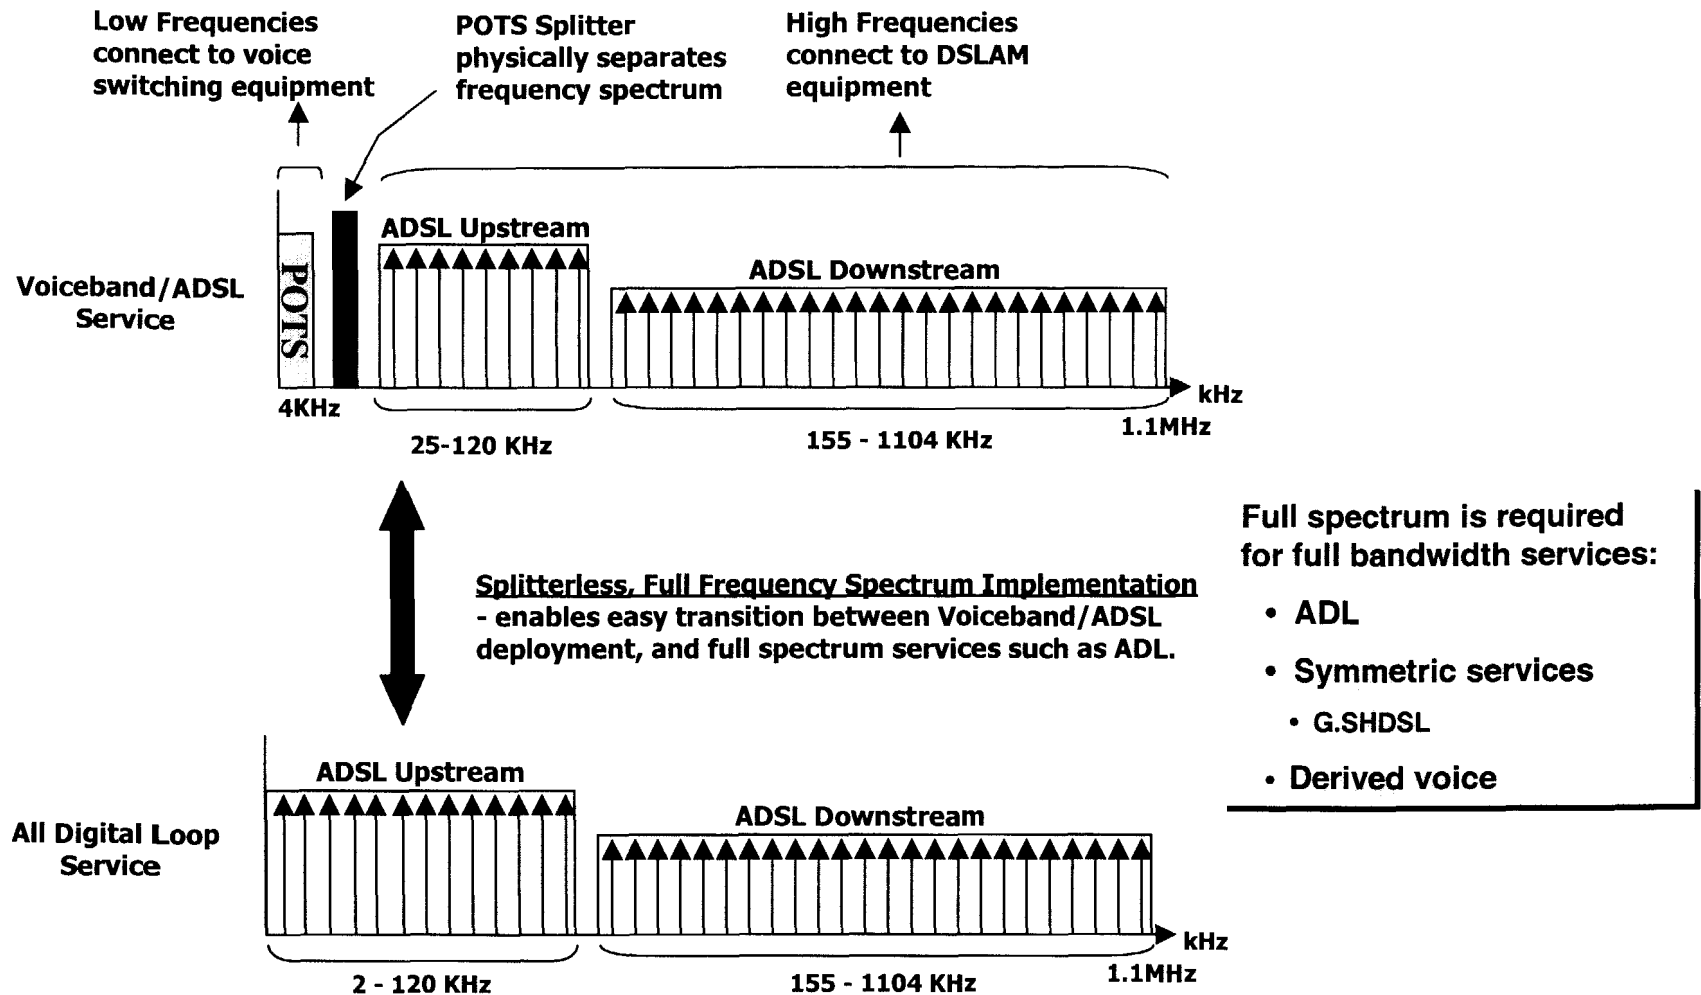 Low Frequencies
connect to voice
switching equipment
POTS Splitter
physically separates
frequency spectrum
High Frequencies
connect to DSLAM
equipment
Voiceband/ADSL
Service
POTS
ADSL Upstream
ADSL Downstream
kHz
4KHz
1.1MHz
25-120 KHz
155 - 1104 KHz
Splitterless, Full Frequency Spectrum Implementation
- enables easy transition between Voiceband/ADSL
deployment, and full spectrum services such as ADL.
Full spectrum is required
for full bandwidth services:
• ADL
• Symmetric services
• G.SHDSL
• Derived voice
All Digital Loop
Service
ADSL Upstream
ADSL Downstream
kHz
1.1MHz
2 - 120 KHz
155 - 1104 KHz